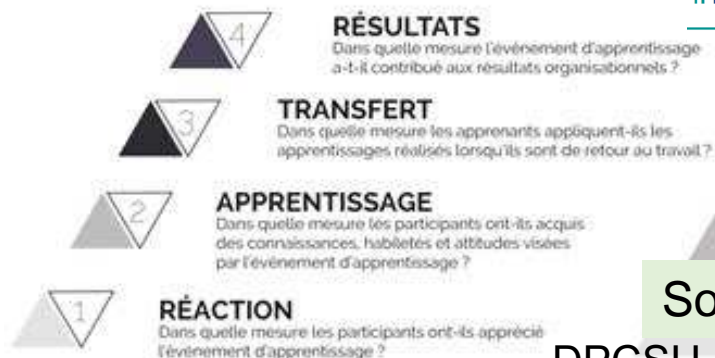 4
RÉSULTATS
Dans quelle mesure l'événement d'apprentissage
a-t-il contribué aux résultats organisationnels ?
3
TRANSFERT
Dans quelle mesure les apprenants appliquent-ils les
apprentissages réalisés lorsqu'ils sont de retour au travail ?
2
APPRENTISSAGE
Dans quelle mesure les participants ont-ils acquis
des connaissances, habiletés et attitudes visées
par l'événement d'apprentissage ?
1
RÉACTION
Dans quelle mesure les participants ont-ils apprécié
l'événement d'apprentissage ?
So